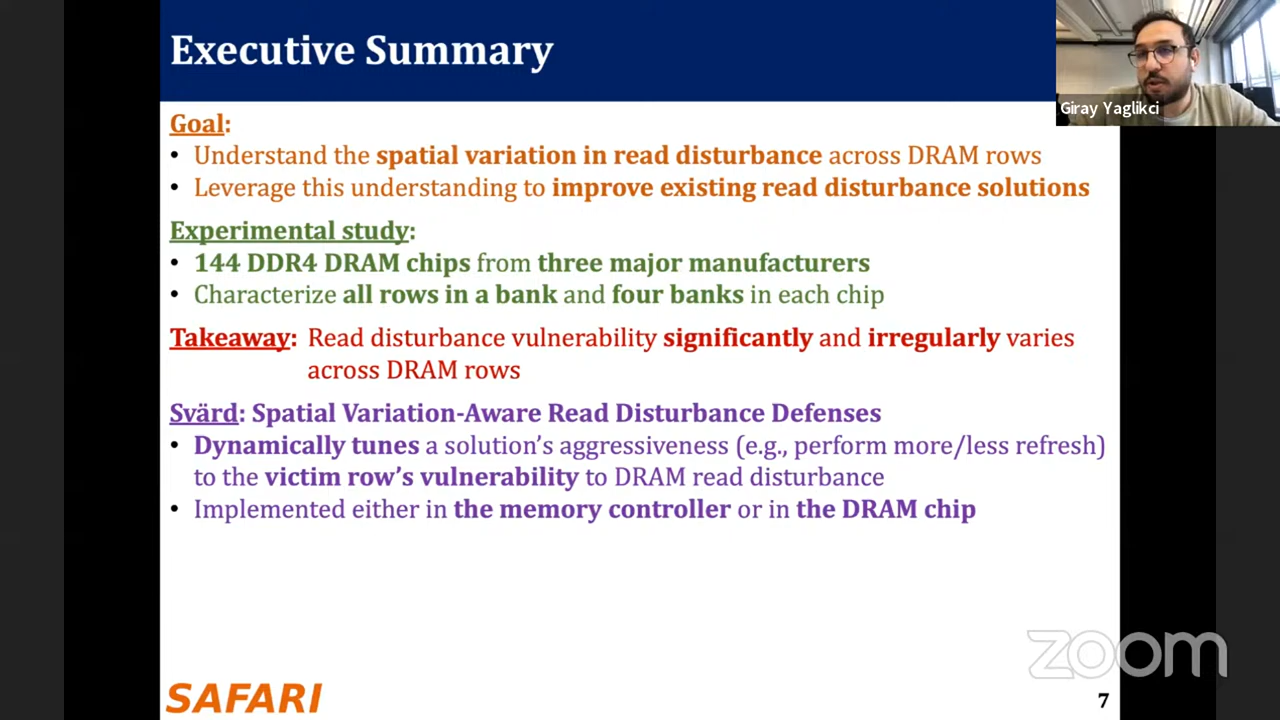 Executive Summary
Giray Yaglikci
Goal:
• Understand the spatial variation in read disturbance across DRAM rows
• Leverage this understanding to improve existing read disturbance solutions
Experimental study:
• 144 DDR4 DRAM chips from three major manufacturers
• Characterize all rows in a bank and four banks in each chip
Takeaway: Read disturbance vulnerability significantly and irregularly varies
across DRAM rows
Svärd: Spatial Variation-Aware Read Disturbance Defenses
• Dynamically tunes a solution's aggressiveness (e.g., perform more/less refresh)
to the victim row's vulnerability to DRAM read disturbance
• Implemented either in the memory controller or in the DRAM chip
zoom
SAFARI
7